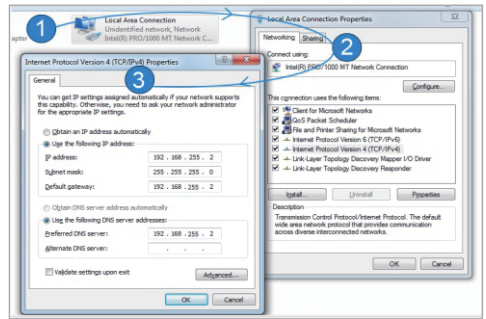 1
apter
Local Area Connection
Unidentified network, Network
Intel(R) PRO/1000 MT Network C...
Local Area Connection Properties
2
Networking
Sharing
Connect using:
Intel(R) PRO/1000 MT Network Connection
Configure...
This connection uses the following items:
Client for Microsoft Networks
QoS Packet Scheduler
File and Printer Sharing for Microsoft Networks
Internet Protocol Version 6 (TCP/IPv6)
Internet Protocol Version 4 (TCP/IPv4)
Link-Layer Topology Discovery Mapper I/O Driver
Link-Layer Topology Discovery Responder
Install...
Uninstall
Properties
Description
Transmission Control Protocol/Internet Protocol. The default
wide area network protocol that provides communication
across diverse interconnected networks.
OK
Cancel
Internet Protocol Version 4 (TCP/IPv4) Properties
3
General
You can get IP settings assigned automatically if your network supports
this capability. Otherwise, you need to ask your network administrator
for the appropriate IP settings.
Obtain an IP address automatically
Use the following IP address:
IP address: 192 . 168 . 255 . 2
Subnet mask: 255 . 255 . 255 . 0
Default gateway: 192 . 168 . 255 . 2
Obtain DNS server address automatically
Use the following DNS server addresses:
Preferred DNS server: 192 . 168 . 255 . 2
Alternate DNS server: . . .
Validate settings upon exit
Advanced...
OK
Cancel